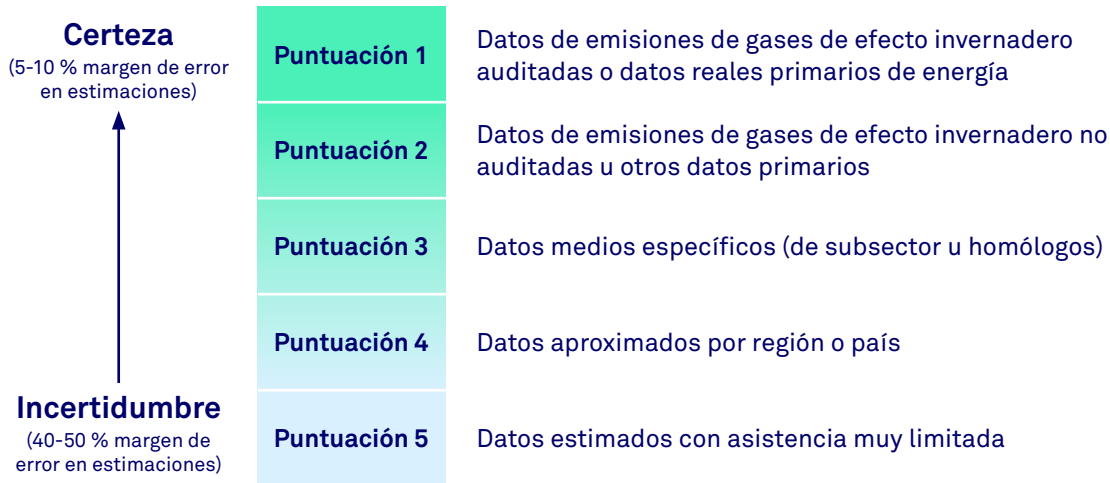 Certeza
(5-10 % margen de error
en estimaciones)
Puntuación 1
Datos de emisiones de gases de efecto invernadero
auditadas o datos reales primarios de energía
Puntuación 2
Datos de emisiones de gases de efecto invernadero no
auditadas u otros datos primarios
Puntuación 3
Datos medios específicos (de subsector u homólogos)
Puntuación 4
Datos aproximados por región o país
Incertidumbre
(40-50 % margen de
error en estimaciones)
Puntuación 5
Datos estimados con asistencia muy limitada